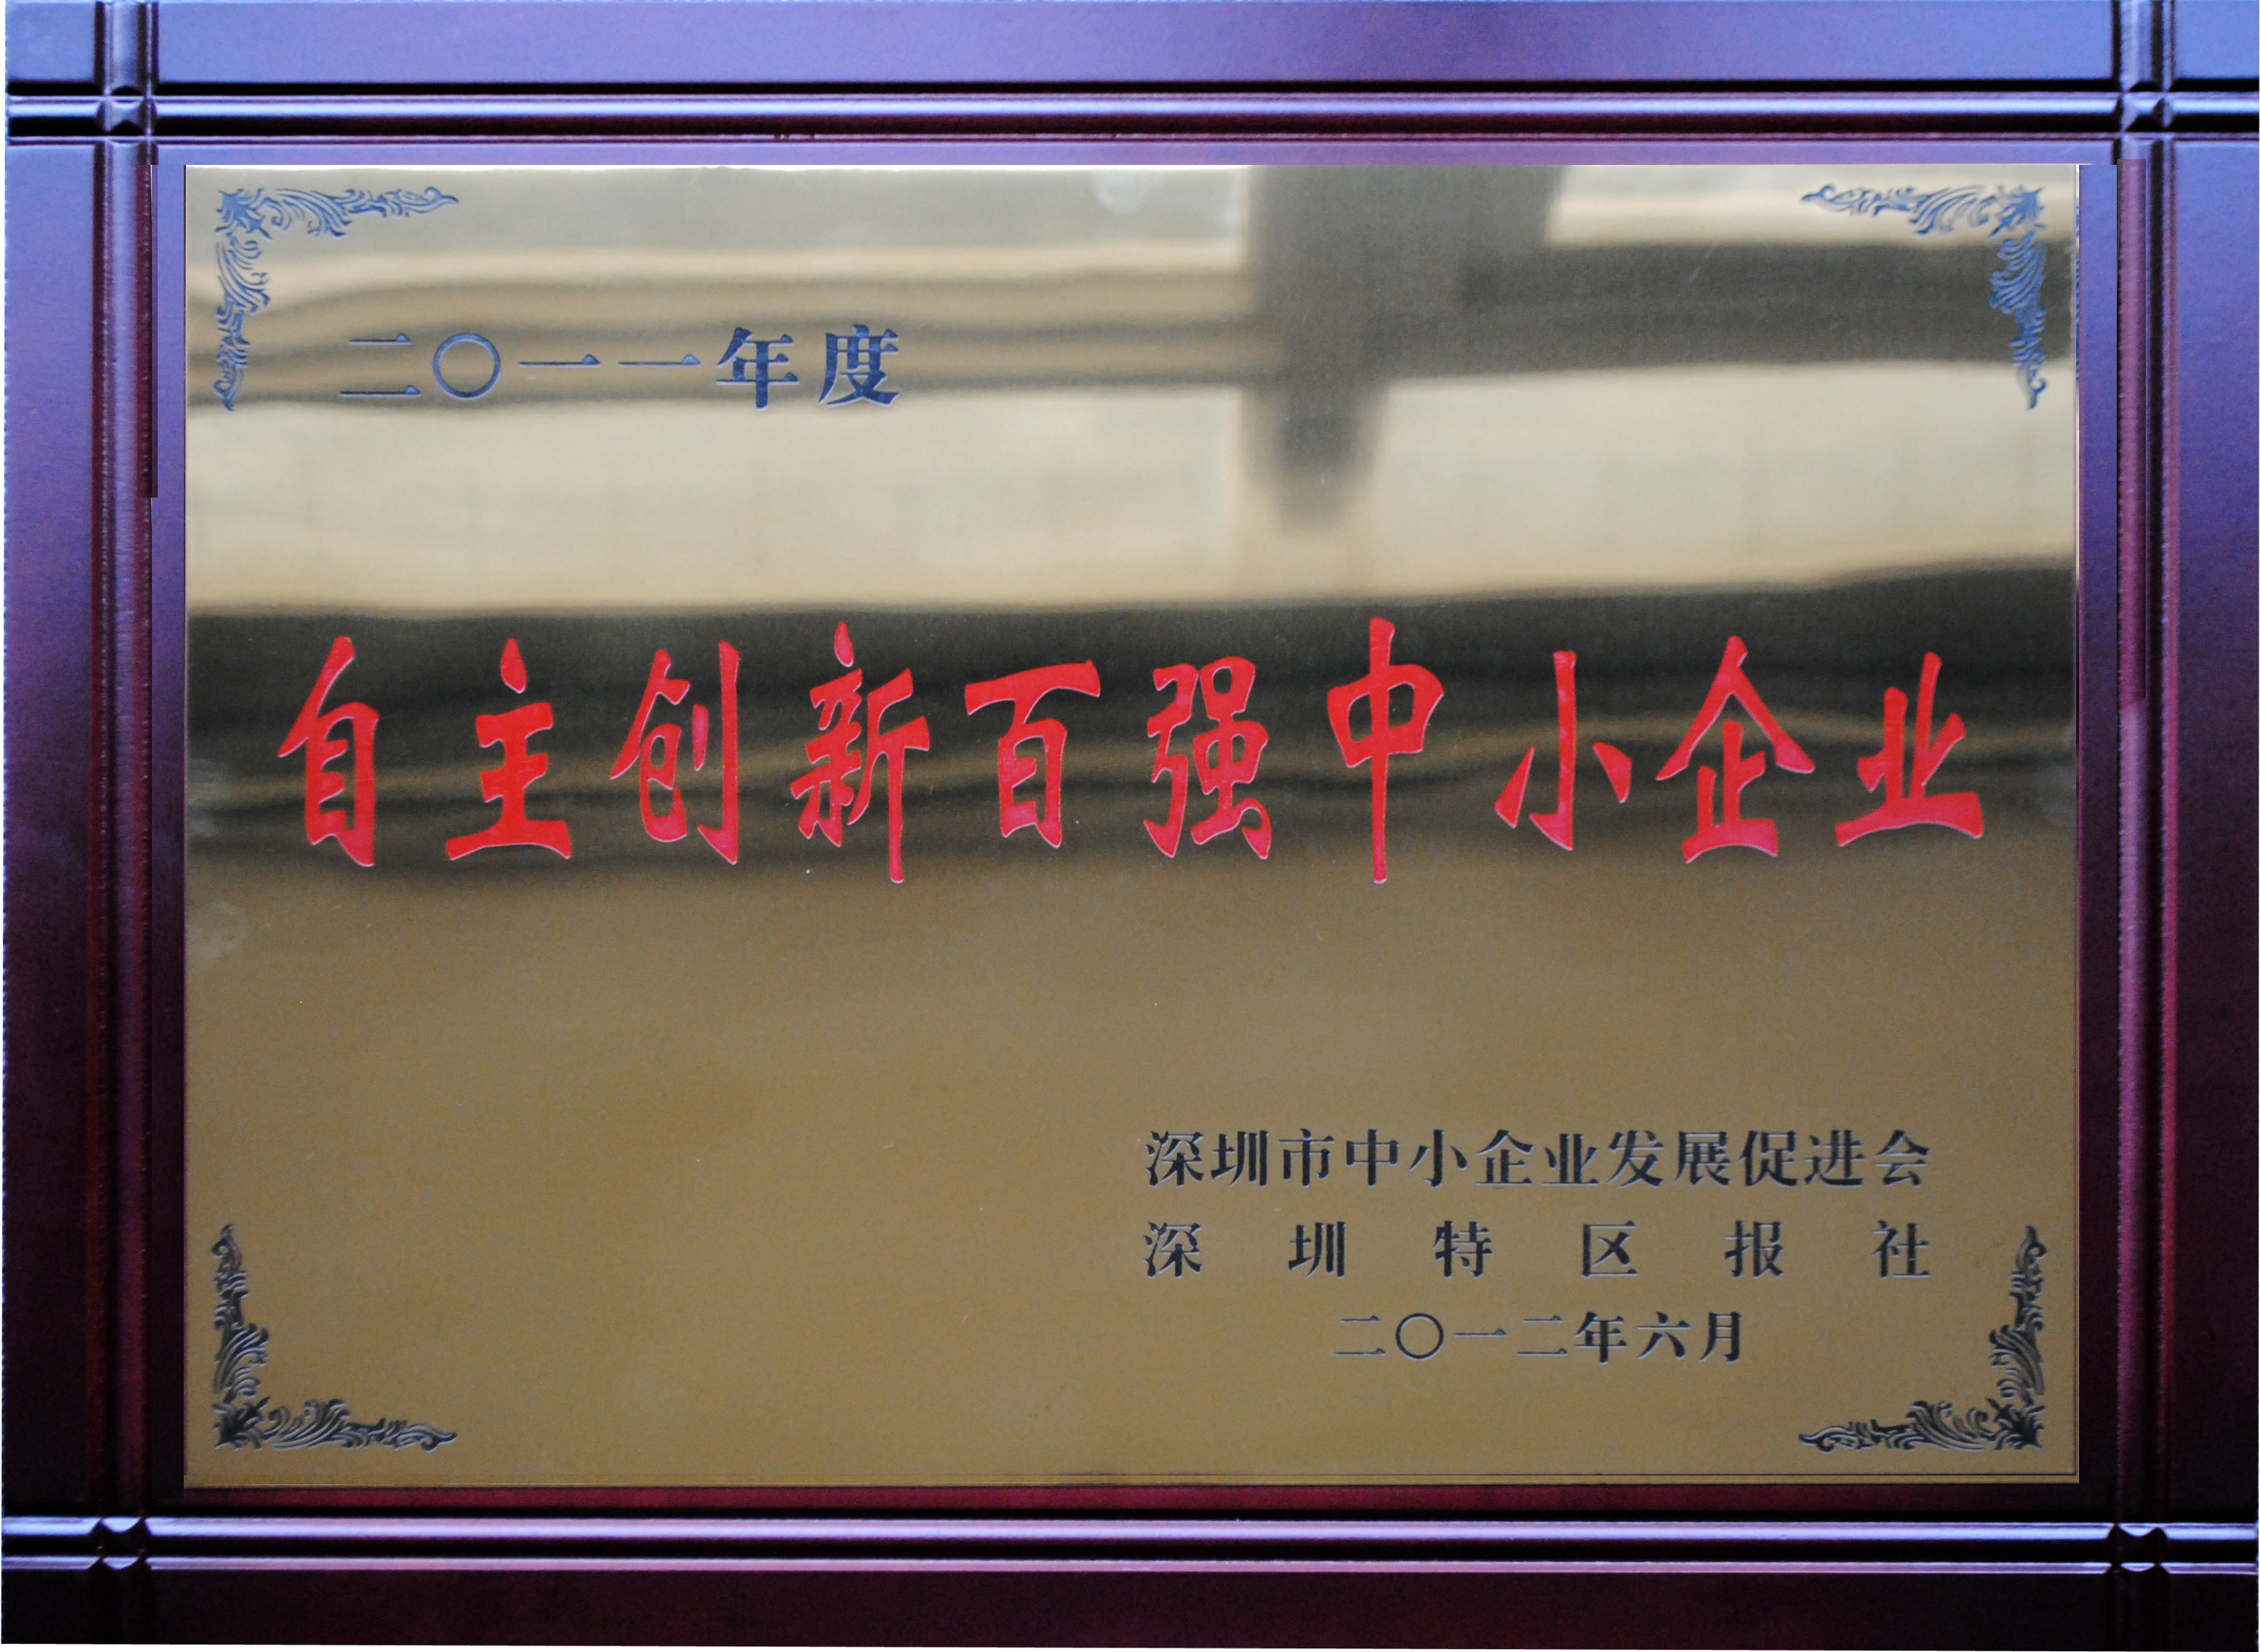 二〇一一年度
自主创新百强中小企业
深圳市中小企业发展促进会
深圳特区报社
二〇一二年六月